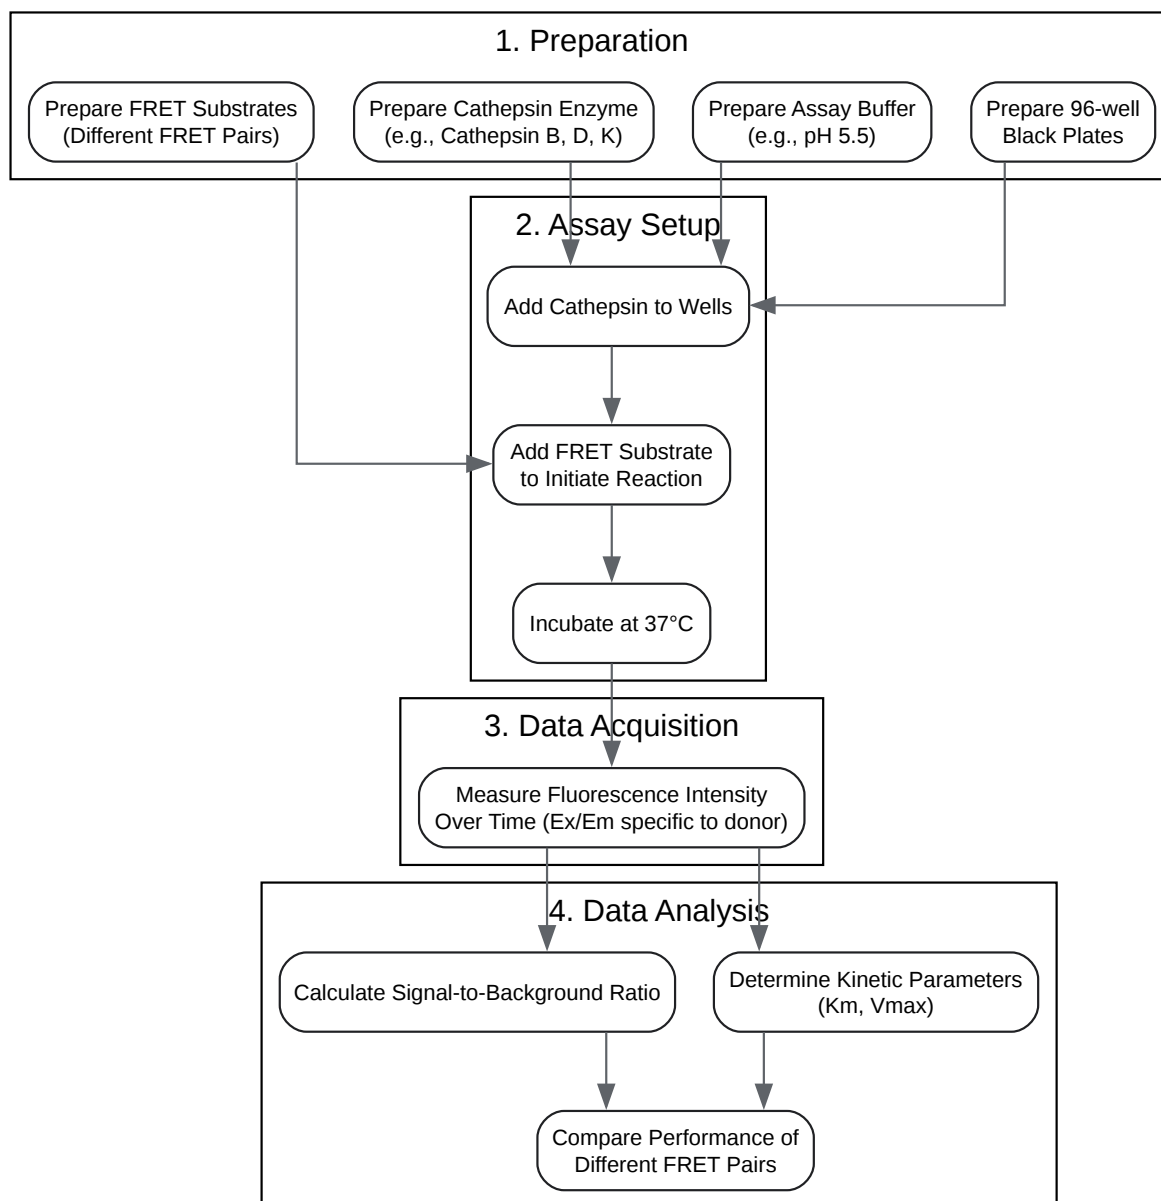 1. Preparation
Prepare FRET Substrates
(Different FRET Pairs)
Prepare Cathepsin Enzyme
(e.g., Cathepsin B, D, K)
Prepare Assay Buffer
(e.g., pH 5.5)
Prepare 96-well
Black Plates
2. Assay Setup
Add Cathepsin to Wells
Add FRET Substrate
to Initiate Reaction
Incubate at 37°C
3. Data Acquisition
Measure Fluorescence Intensity
Over Time (Ex/Em specific to donor)
4. Data Analysis
Calculate Signal-to-Background Ratio
Determine Kinetic Parameters
(Km, Vmax)
Compare Performance of
Different FRET Pairs